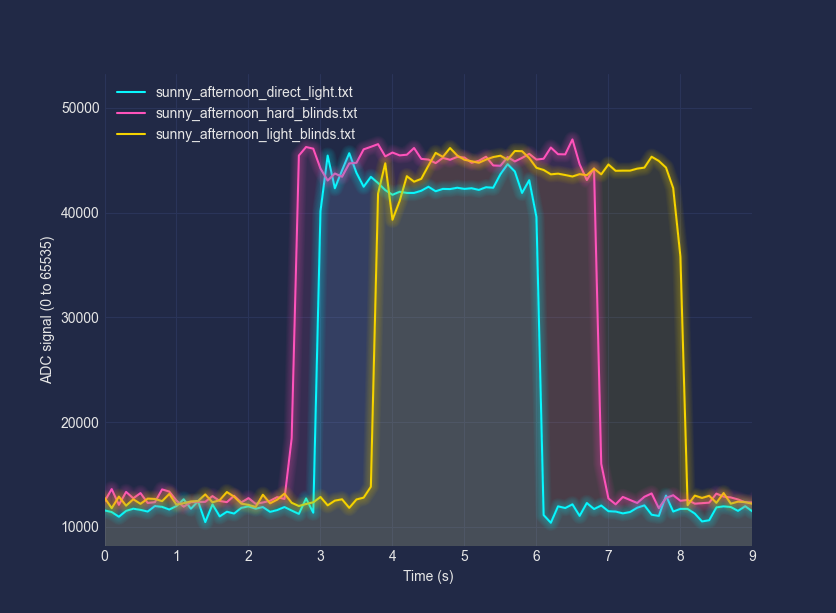 sunny_afternoon_direct_light.txt
sunny_afternoon_hard_blinds.txt
sunny_afternoon_light_blinds.txt
50000
40000
30000
20000
10000
ADC signal (0 to 65535)
0 1 2 3 4 5 6 7 8 9
Time (s)